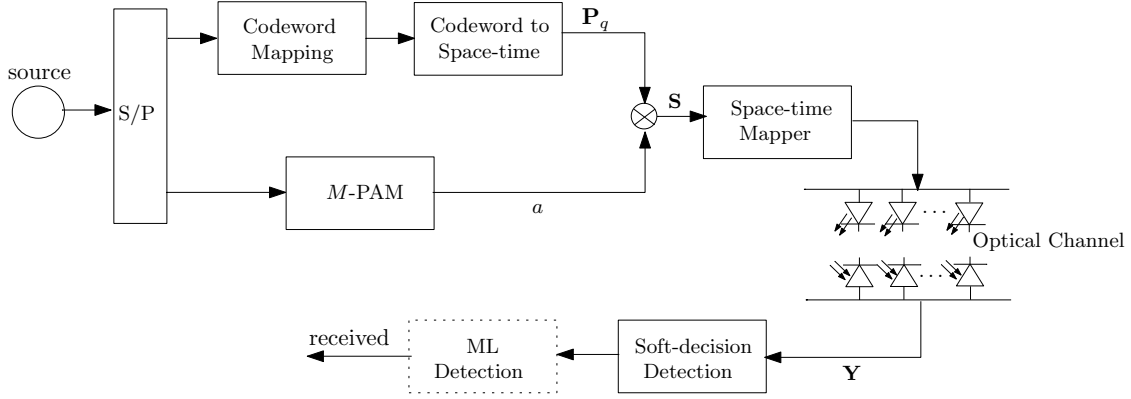 source
S/P
Codeword
Mapping
Codeword to
Space-time
P_q
M-PAM
a
S
Space-time
Mapper
...
Optical Channel
...
Y
Soft-decision
Detection
ML
Detection
received